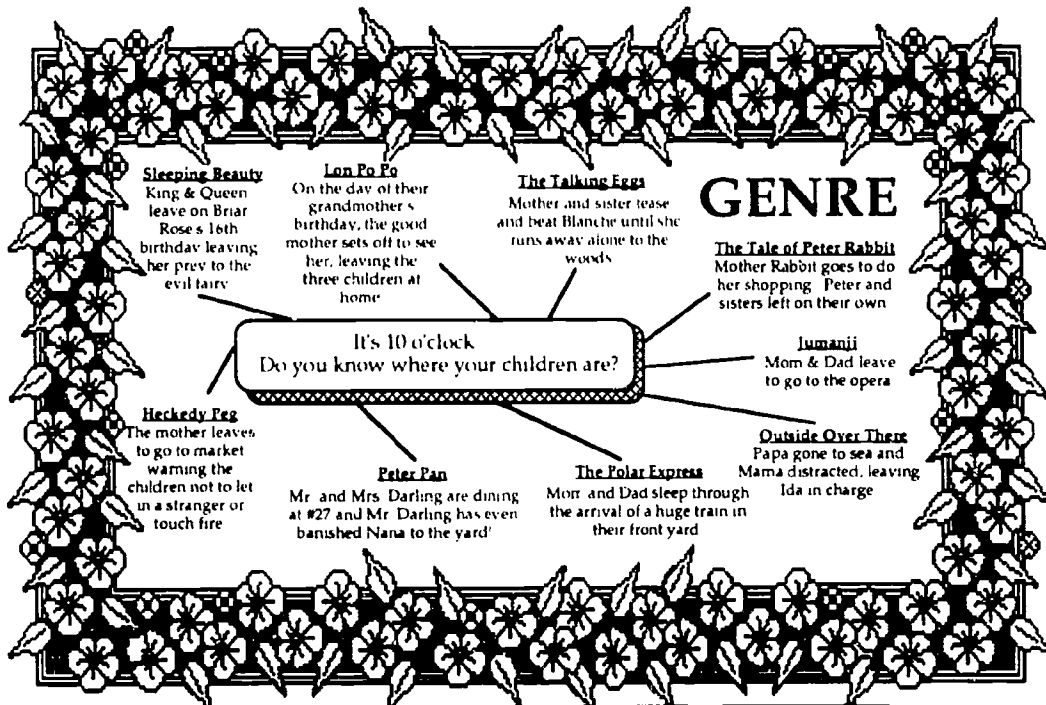 GENRE
Sleeping Beauty
King & Queen
leave on Briar
Rose's 16th
birthday leaving
her prey to the
evil fairy
Lon Po Po
On the day of their
grandmother s
birthday, the good
mother sets off to see
her, leaving the
three children at
home
The Talking Eggs
Mother and sister tease
and beat Blanche until she
runs away alone to the
woods
The Tale of Peter Rabbit
Mother Rabbit goes to do
her shopping Peter and
sisters left on their own
It's 10 o'clock
Do you know where your children are?
Jumanji
Mom & Dad leave
to go to the opera
Heckedy Peg
The mother leaves
to go to market
warning the
children not to let
in a stranger or
touch fire
Peter Pan
Mr. and Mrs. Darling are dining
at #27 and Mr. Darling has even
banished Nana to the yard!
The Polar Express
Mom and Dad sleep through
the arrival of a huge train in
their front yard
Outside Over There
Papa gone to sea and
Mama distracted, leaving
Ida in charge